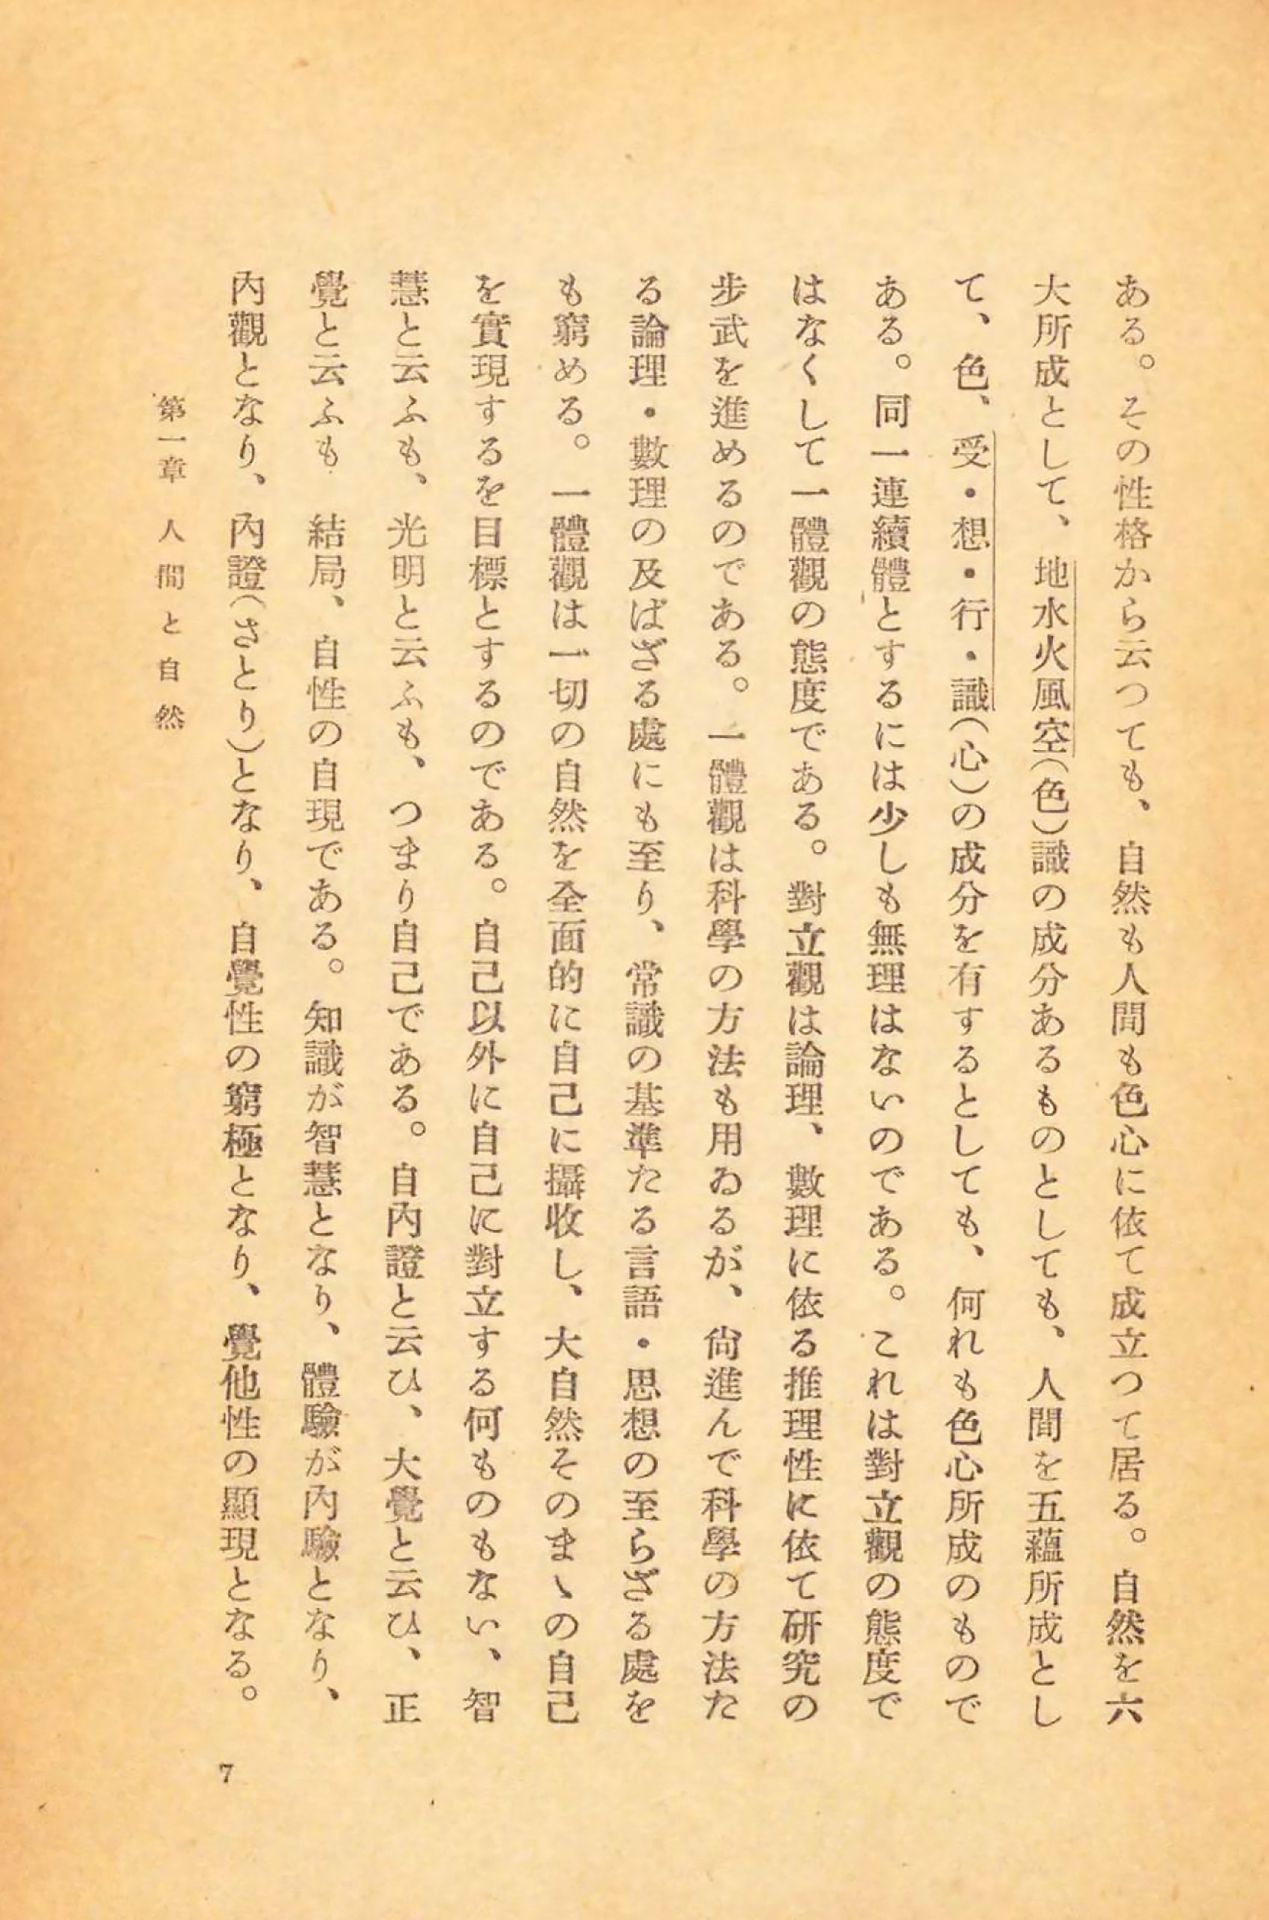 ある。その性格から云つても、自然も人間も色心に依て成立つて居る。自然を六
大所成として、地水火風空(色)識の成分あるものとしても、人間を五蘊所成とし
て、色、受・想・行・識(心)の成分を有するとしても、何れも色心所成のもので
ある。同一連續體とするには少しも無理はないのである。これは對立觀の態度で
はなくして一體觀の態度である。對立觀は論理、數理に依る推理性に依て研究の
步武を進めるのである。一體觀は科學の方法も用ゐるが、尙進んで科學の方法た
る論理・數理の及ばざる處にも至り、常識の基準たる言語・思想の至らざる處を
も窮める。一體觀は一切の自然を全面的に自己に攝收し、大自然そのまゝの自己
を實現するを目標とするのである。自己以外に自己に對立する何ものもない、智
慧と云ふも、光明と云ふも、つまり自己である。自內證と云ひ、大覺と云ひ、正
覺と云ふも 結局、自性の自現である。知識が智慧となり、體驗が內驗となり、
內觀となり、內證(さとり)となり、自覺性の窮極となり、覺他性の顯現となる。
第一章 人間と自然
7